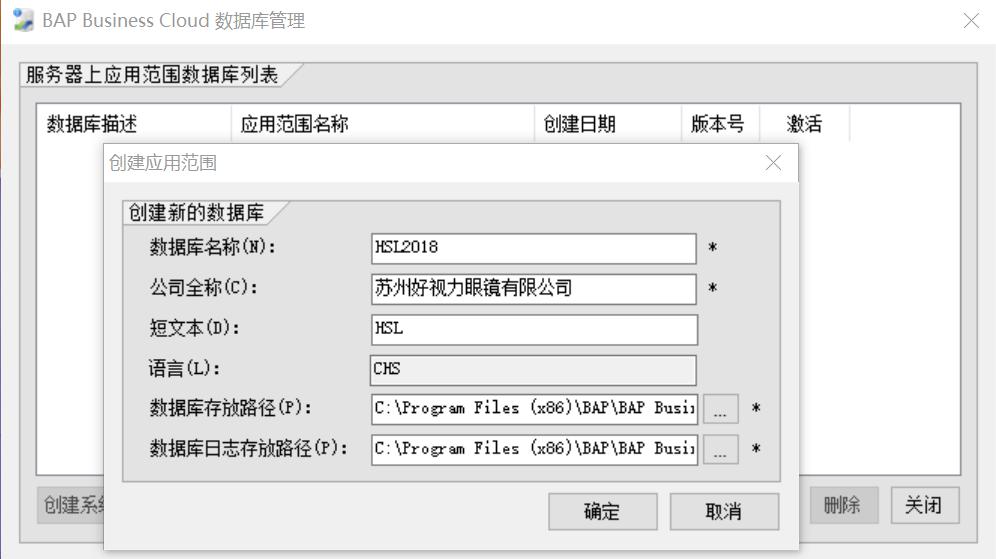 BAP Business Cloud 数据库管理
服务器上应用范围数据库列表
数据库描述 应用范围名称 创建日期 版本号 激活
创建应用范围
创建新的数据库
数据库名称(N): HSL2018 *
公司全称(C): 苏州好视力眼镜有限公司 *
短文本(D): HSL
语言(L): CHS
数据库存放路径(P): C:\Program Files (x86)\BAP\BAP Busi ... *
数据库日志存放路径(P): C:\Program Files (x86)\BAP\BAP Busi ... *
创建系 确定 取消 删除 关闭